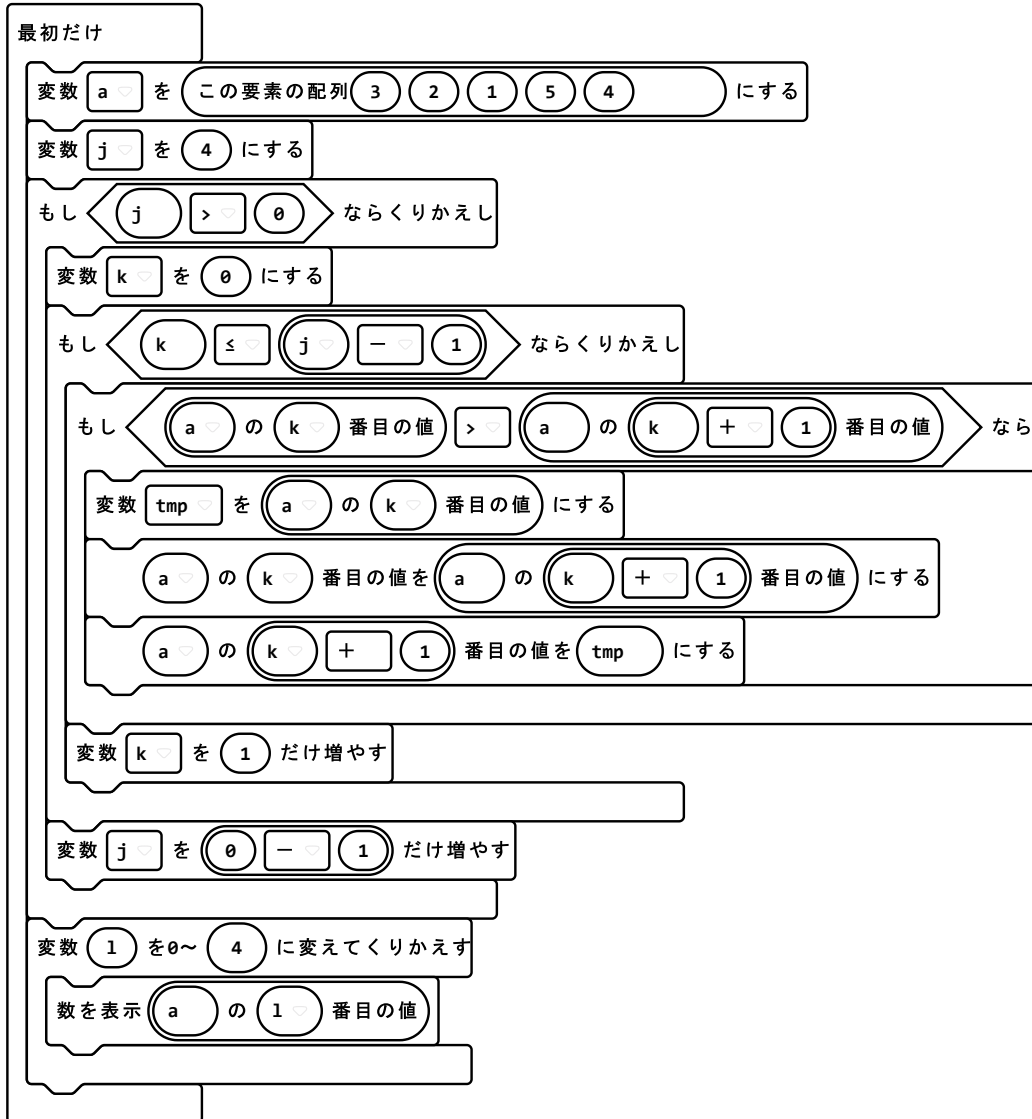 最初だけ
変数 a を この要素の配列 3 2 1 5 4 にする
変数 j を 4 にする
もし j > 0 ならくりかえし
変数 k を 0 にする
もし k ≤ j － 1 ならくりかえし
もし a の k 番目の値 > a の k ＋ 1 番目の値 なら
変数 tmp を a の k 番目の値 にする
a の k 番目の値を a の k ＋ 1 番目の値 にする
a の k ＋ 1 番目の値を tmp にする
変数 k を 1 だけ増やす
変数 j を 0 － 1 だけ増やす
変数 l を0～ 4 に変えてくりかえす
数を表示 a の l 番目の値